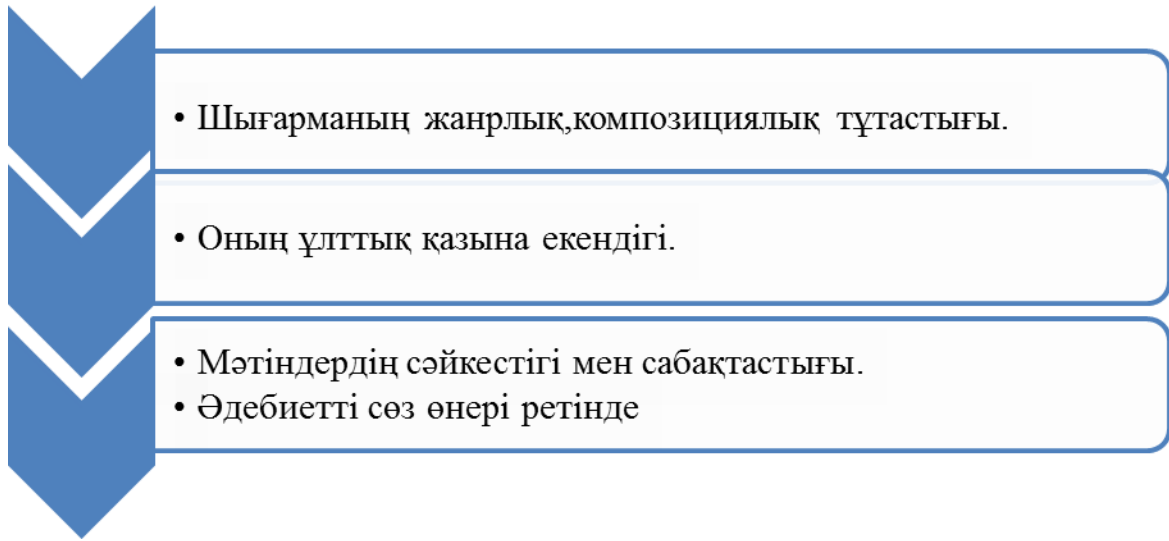 • Шығарманың жанрлық,композициялық тұтастығы.
• Оның ұлттық қазына екендігі.
• Мәтіндердің сәйкестігі мен сабақтастығы.
• Әдебиетті сөз өнері ретінде